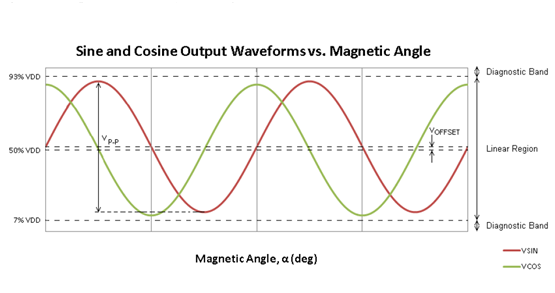 Sine and Cosine Output Waveforms vs. Magnetic Angle
93% VDD
Diagnostic Band
VP-P
VOFFSET
50% VDD
Linear Region
7% VDD
Diagnostic Band
Magnetic Angle, α (deg)
VSIN
VCOS